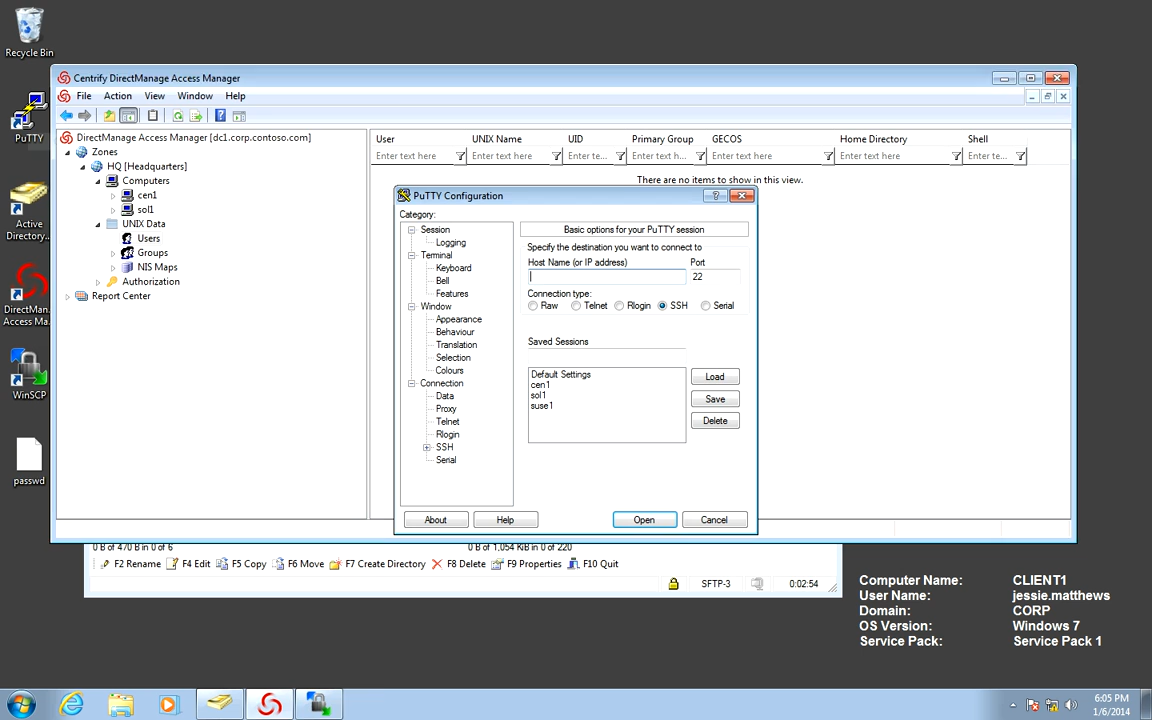 Recycle Bin
PuTTY
Active
Directory...
DirectMan...
Access Ma...
WinSCP
passwd
Centrify DirectManage Access Manager
File Action View Window Help
DirectManage Access Manager [dc1.corp.contoso.com]
Zones
HQ [Headquarters]
Computers
cen1
sol1
UNIX Data
Users
Groups
NIS Maps
Authorization
Report Center
User UNIX Name UID Primary Group GECOS Home Directory Shell
Enter text here Enter text here Enter te... Enter text h... Enter text here Enter text here Enter te...
There are no items to show in this view.
PuTTY Configuration
Category:
Session
Logging
Terminal
Keyboard
Bell
Features
Window
Appearance
Behaviour
Translation
Selection
Colours
Connection
Data
Proxy
Telnet
Rlogin
SSH
Serial
Basic options for your PuTTY session
Specify the destination you want to connect to
Host Name (or IP address) Port
22
Connection type:
Raw Telnet Rlogin SSH Serial
Saved Sessions
Default Settings
cen1
sol1
suse1
Load
Save
Delete
About Help Open Cancel
0 B of 470 B in 0 of 6 0 B of 1,054 KiB in 0 of 220
F2 Rename F4 Edit F5 Copy F6 Move F7 Create Directory F8 Delete F9 Properties F10 Quit
SFTP-3 0:02:54
Computer Name: CLIENT1
User Name: jessie.matthews
Domain: CORP
OS Version: Windows 7
Service Pack: Service Pack 1
6:05 PM
1/6/2014